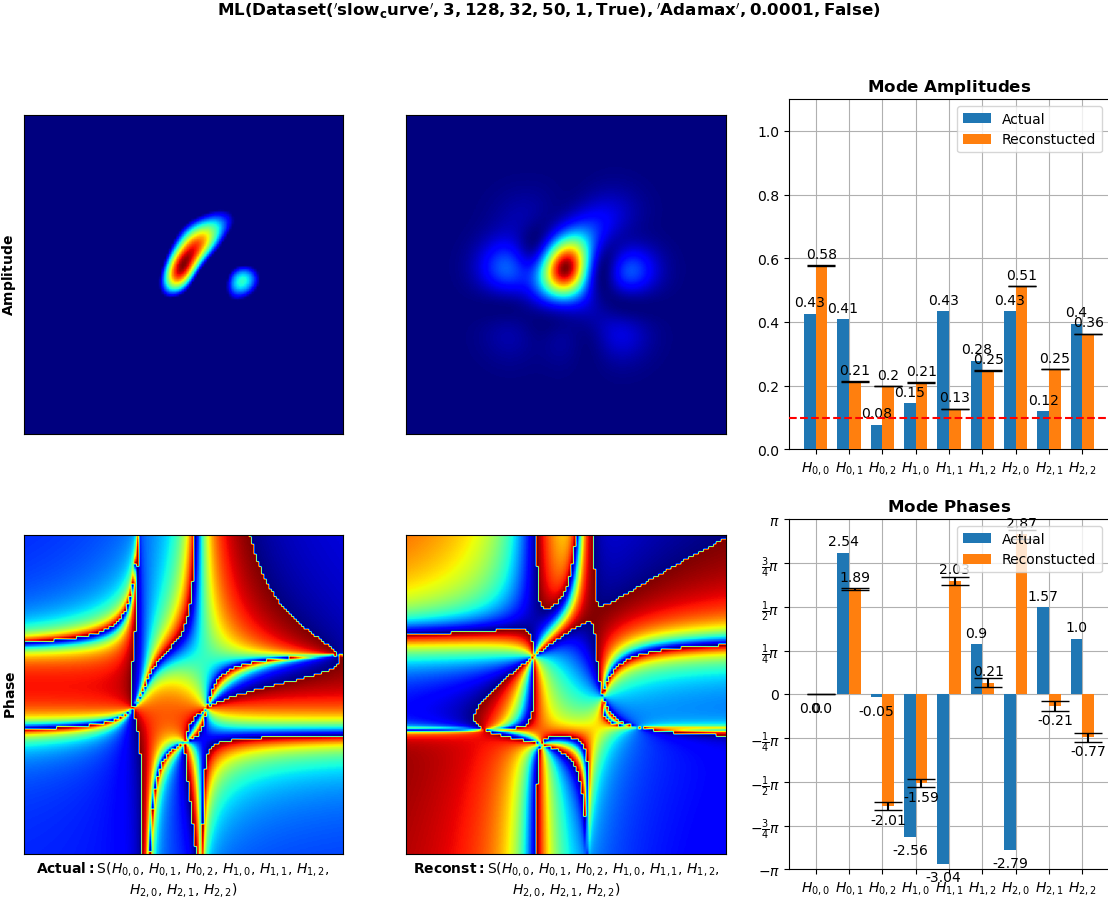 ML(Dataset('slow_curve', 3, 128, 32, 50, 1, True), 'Adamax', 0.0001, False)
Amplitude
Mode Amplitudes
Actual
Reconstucted
1.0
0.8
0.6
0.4
0.2
0.0
0.43 0.58 0.41 0.21 0.08 0.2 0.15 0.21 0.43 0.13 0.28 0.25 0.43 0.51 0.12 0.25 0.4 0.36
H0,0 H0,1 H0,2 H1,0 H1,1 H1,2 H2,0 H2,1 H2,2
Phase
Mode Phases
Actual
Reconstucted
π
3/4π
1/2π
1/4π
0
−1/4π
−1/2π
−3/4π
−π
0.0 0.0 2.54 1.89 -0.05 -2.01 -2.56 -1.59 -3.04 2.03 0.9 0.21 -2.79 2.87 1.57 -0.21 1.0 -0.77
H0,0 H0,1 H0,2 H1,0 H1,1 H1,2 H2,0 H2,1 H2,2
Actual: S(H0,0, H0,1, H0,2, H1,0, H1,1, H1,2,
H2,0, H2,1, H2,2)
Reconst: S(H0,0, H0,1, H0,2, H1,0, H1,1, H1,2,
H2,0, H2,1, H2,2)